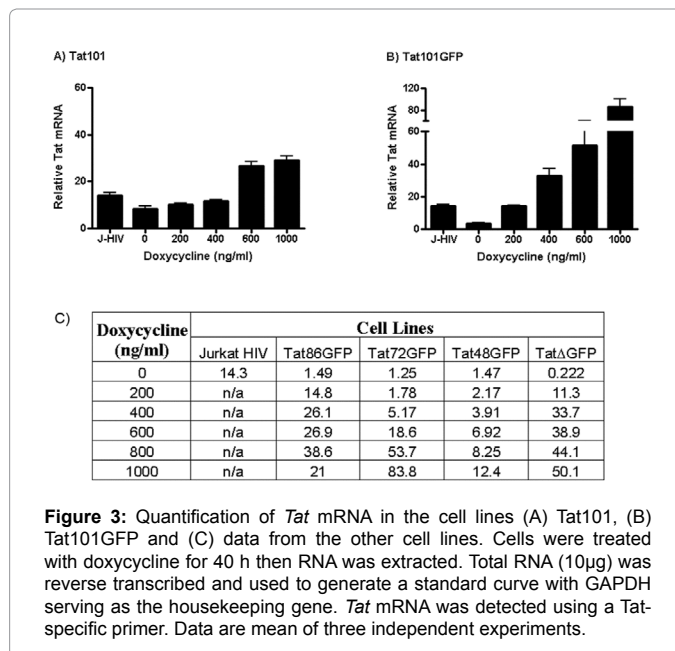 A) Tat101
B) Tat101GFP
Relative Tat mRNA
60
40
20
0
J-HIV 0 200 400 600 1000
Doxycycline (ng/ml)
Relative Tat mRNA
120
80
60
40
20
0
J-HIV 0 200 400 600 1000
Doxycycline (ng/ml)
C)
Doxycycline (ng/ml) Cell Lines
Jurkat HIV Tat86GFP Tat72GFP Tat48GFP TatΔGFP
0 14.3 1.49 1.25 1.47 0.222
200 n/a 14.8 1.78 2.17 11.3
400 n/a 26.1 5.17 3.91 33.7
600 n/a 26.9 18.6 6.92 38.9
800 n/a 38.6 53.7 8.25 44.1
1000 n/a 21 83.8 12.4 50.1
Figure 3: Quantification of Tat mRNA in the cell lines (A) Tat101, (B)
Tat101GFP and (C) data from the other cell lines. Cells were treated
with doxycycline for 40 h then RNA was extracted. Total RNA (10µg) was
reverse transcribed and used to generate a standard curve with GAPDH
serving as the housekeeping gene. Tat mRNA was detected using a Tat-
specific primer. Data are mean of three independent experiments.